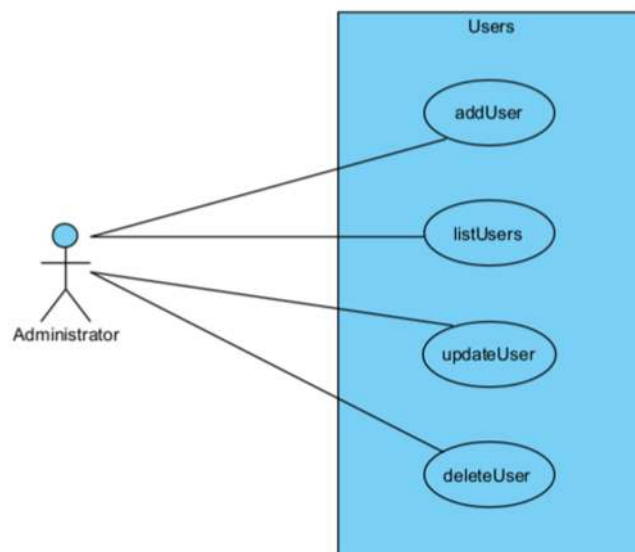 Users
addUser
listUsers
Administrator
updateUser
deleteUser